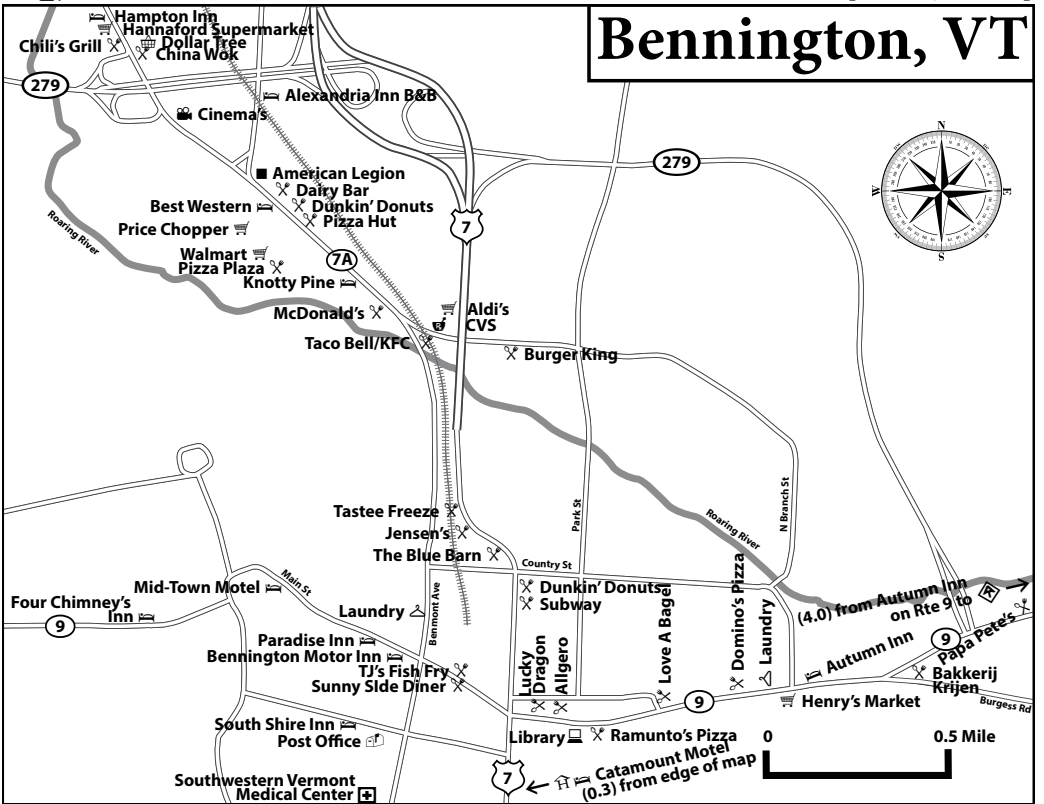 Bennington, VT
Hampton Inn
Hannaford Supermarket
Chili's Grill
Dollar Tree
China Wok
279
Alexandria Inn B&B
Cinema's
N
W
E
S
279
American Legion
Dairy Bar
Best Western
Dunkin' Donuts
Pizza Hut
Roaring River
Price Chopper
7
Walmart
7A
Pizza Plaza
Knotty Pine
McDonald's
Aldi's
CVS
Taco Bell/KFC
Burger King
Tastee Freeze
Park St
N Branch St
Jensen's
Roaring River
The Blue Barn
Country St
Main St
Mid-Town Motel
Dunkin' Donuts
Subway
Four Chimney's
Inn
9
Laundry
Benmont Ave
Love A Bagel
Domino's Pizza
Laundry
(4.0) from Autumn Inn
on Rte 9 to
R
Paradise Inn
Bennington Motor Inn
TJ's Fish Fry
Sunny SIde Diner
Lucky
Dragon
Allgero
9
Papa Pete's
Autumn Inn
Bakkerij
Krijen
9
Henry's Market
Burgess Rd
South Shire Inn
Post Office
Library
Ramunto's Pizza
0
0.5 Mile
7
Catamount Motel
(0.3) from edge of map
Southwestern Vermont
Medical Center